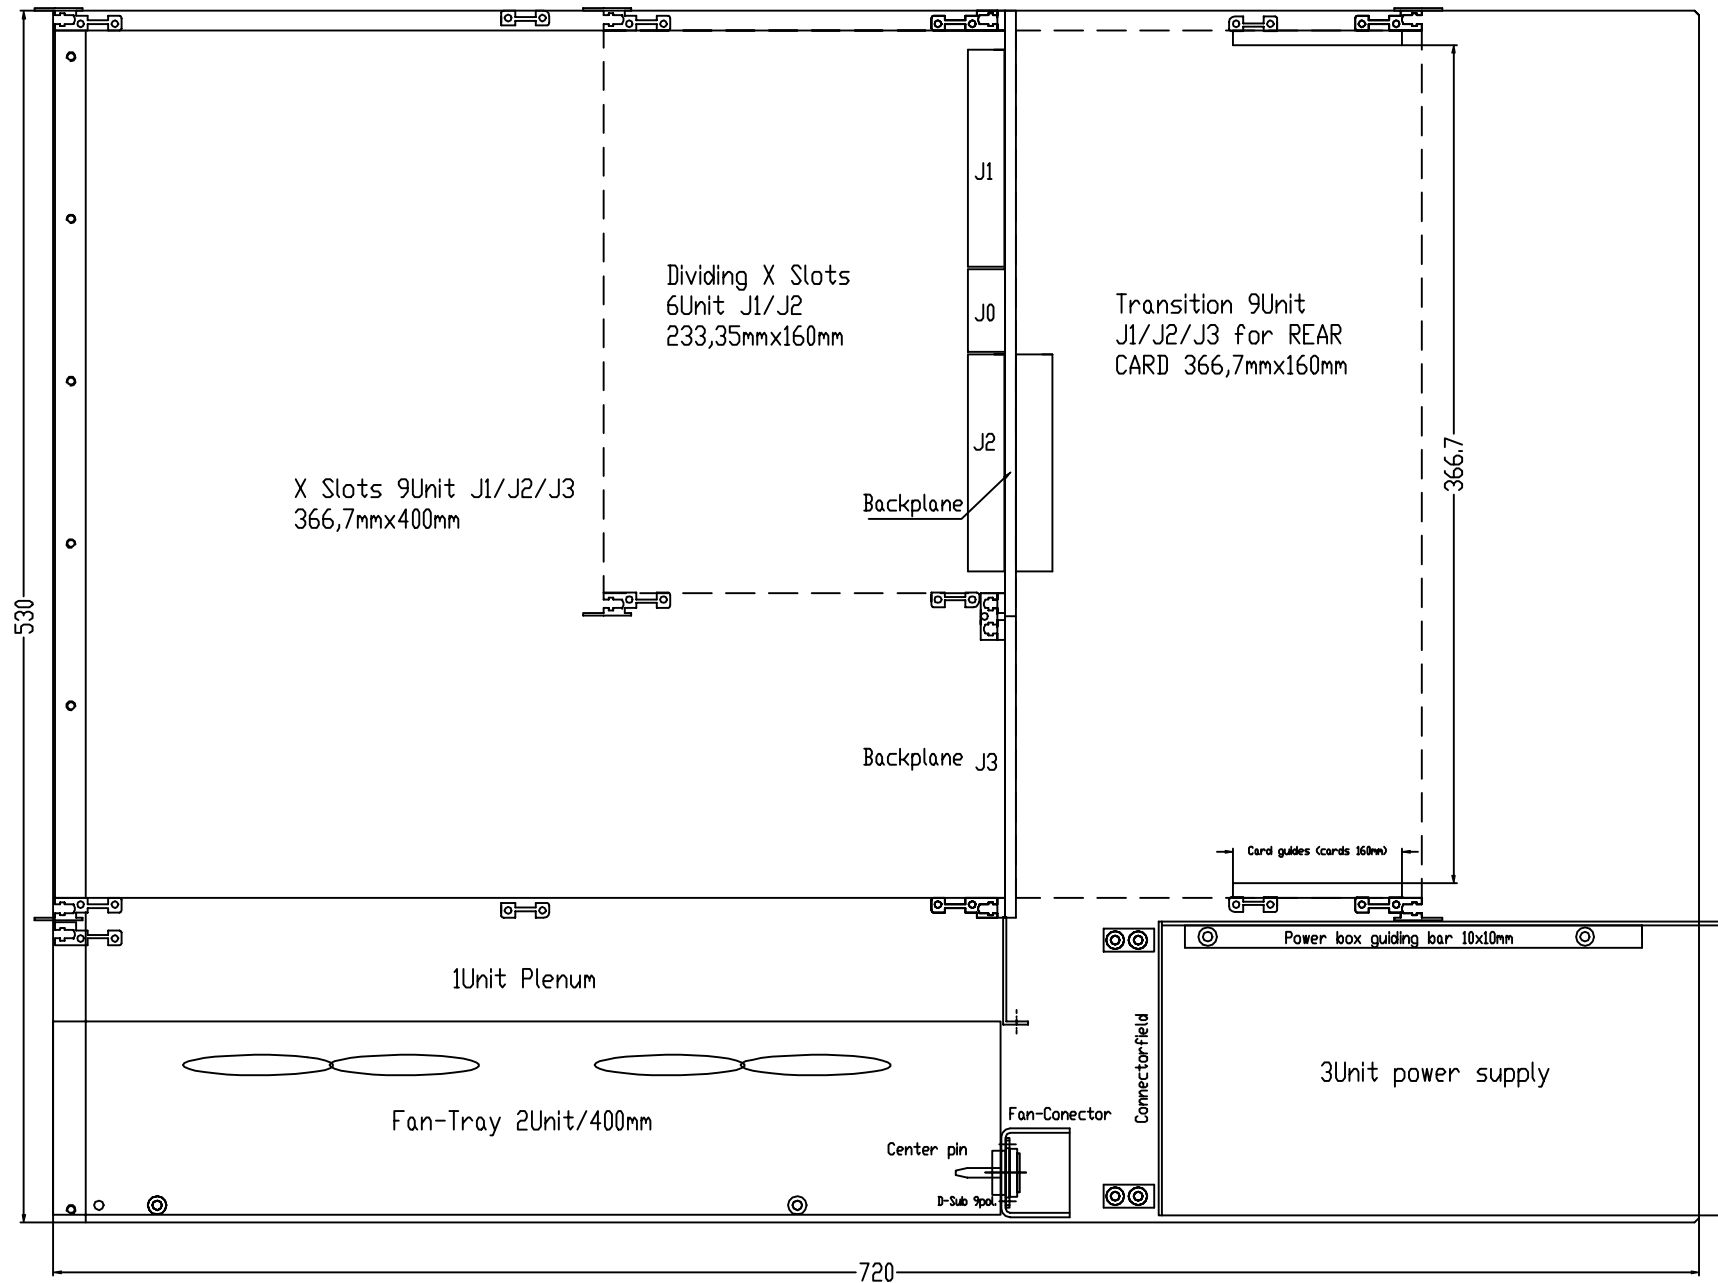 J1
Dividing X Slots
6Unit J1/J2
233,35mmx160mm
J0
Transition 9Unit
J1/J2/J3 for REAR
CARD 366,7mmx160mm
J2
366.7
X Slots 9Unit J1/J2/J3
366,7mmx400mm
Backplane
530
Backplane
J3
Card guides (cards 160mm)
Power box guiding bar 10x10mm
1Unit Plenum
Connectorfield
3Unit power supply
Fan-Tray 2Unit/400mm
Fan-Conector
Center pin
D-Sub 9pol.
720